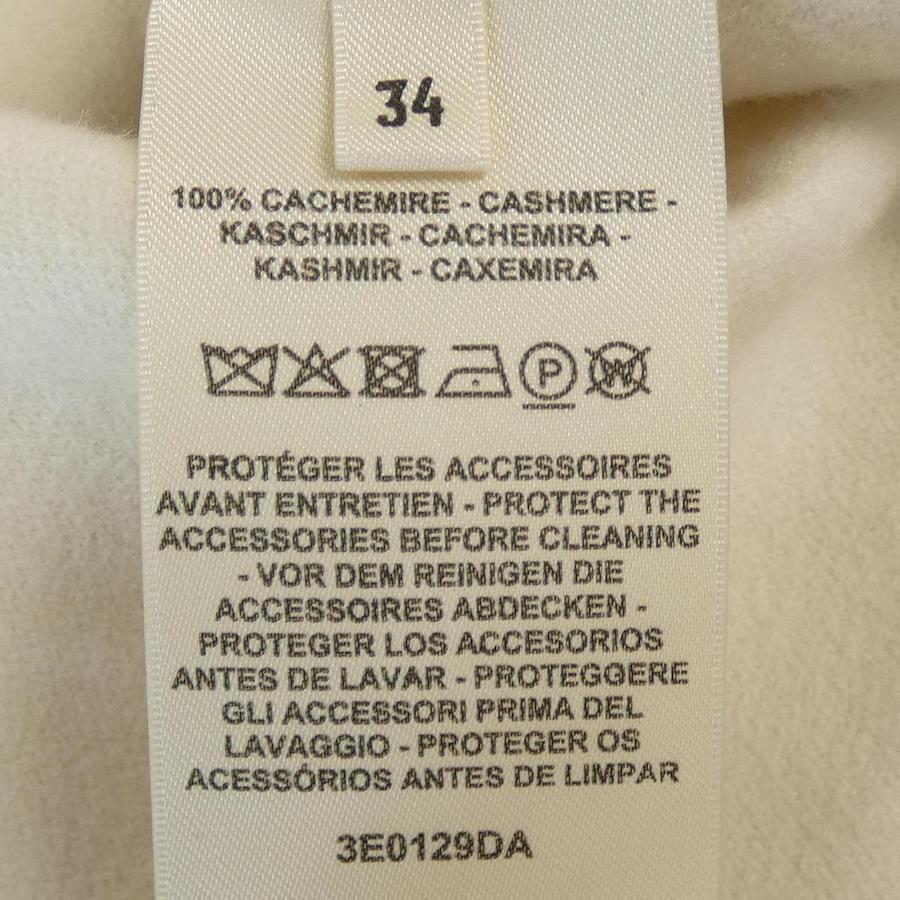 34
100% CACHEMIRE - CASHMERE -
KASCHMIR - CACHEMIRA -
KASHMIR - CAXEMIRA
P W
PROTÉGER LES ACCESSOIRES
AVANT ENTRETIEN - PROTECT THE
ACCESSORIES BEFORE CLEANING
- VOR DEM REINIGEN DIE
ACCESSOIRES ABDECKEN -
PROTEGER LOS ACCESORIOS
ANTES DE LAVAR - PROTEGGERE
GLI ACCESSORI PRIMA DEL
LAVAGGIO - PROTEGER OS
ACESSÓRIOS ANTES DE LIMPAR
3E0129DA